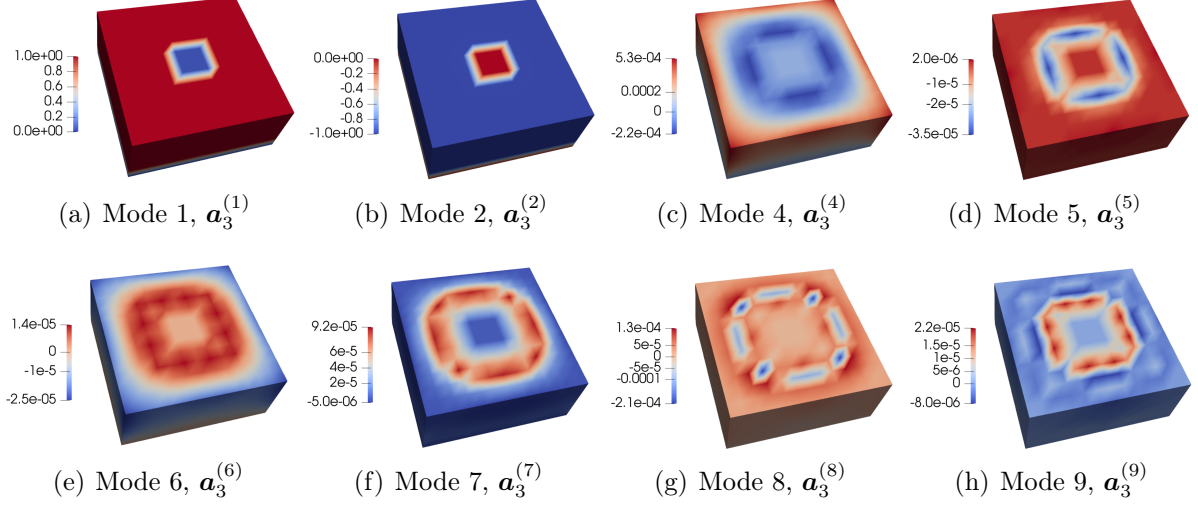 1.0e+00
0.8
0.6
0.4
0.2
0.0e+00
0.0e+00
-0.2
-0.4
-0.6
-0.8
-1.0e+00
5.3e-04
0.0002
0
-2.2e-04
2.0e-06
-1e-5
-2e-5
-3.5e-05
(a) Mode 1, a_3^(1)
(b) Mode 2, a_3^(2)
(c) Mode 4, a_3^(4)
(d) Mode 5, a_3^(5)
1.4e-05
0
-1e-5
-2.5e-05
9.2e-05
6e-5
4e-5
2e-5
-5.0e-06
1.3e-04
5e-5
0
-5e-5
-0.0001
-2.1e-04
2.2e-05
1.5e-5
1e-5
5e-6
0
-8.0e-06
(e) Mode 6, a_3^(6)
(f) Mode 7, a_3^(7)
(g) Mode 8, a_3^(8)
(h) Mode 9, a_3^(9)